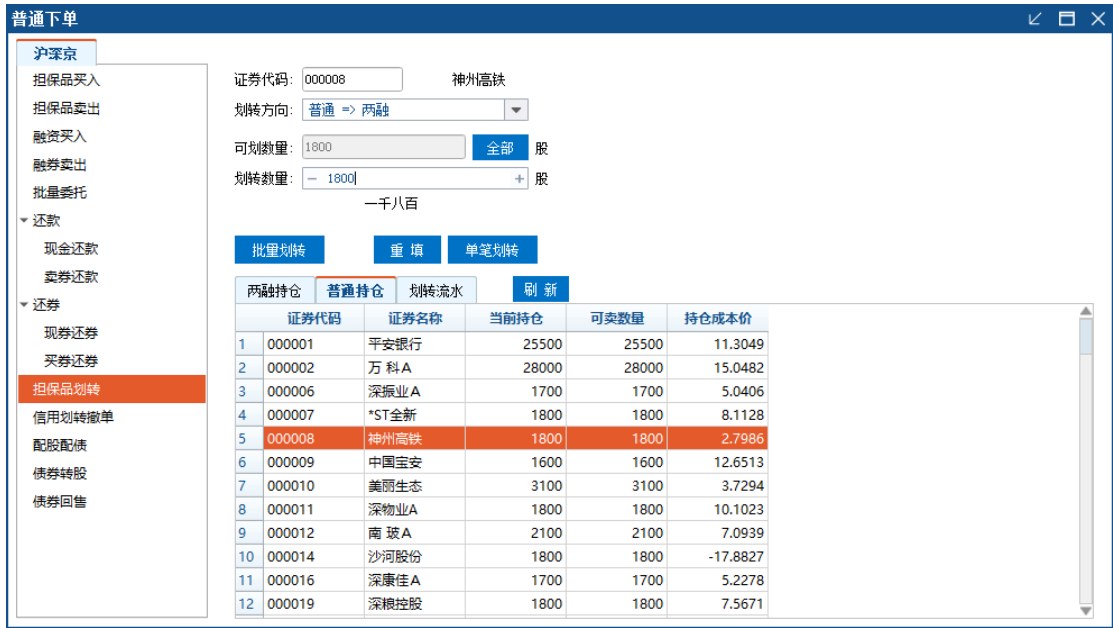 普通下单
沪深京
担保品买入
担保品卖出
融资买入
融券卖出
批量委托
还款
现金还款
卖券还款
还券
现券还券
买券还券
担保品划转
信用划转撤单
配股配债
债券转股
债券回售
证券代码: 000008 神州高铁
划转方向: 普通 => 两融
可划数量: 1800 全部 股
划转数量: − 1800 + 股
一千八百
批里划转 重 填 单笔划转
两融持仓 普通持仓 划转流水 刷 新
证券代码 证券名称 当前持仓 可卖数量 持仓成本价
1 000001 平安银行 25500 25500 11.3049
2 000002 万 科A 28000 28000 15.0482
3 000006 深振业A 1700 1700 5.0406
4 000007 *ST全新 1800 1800 8.1128
5 000008 神州高铁 1800 1800 2.7986
6 000009 中国宝安 1600 1600 12.6513
7 000010 美丽生态 3100 3100 3.7294
8 000011 深物业A 1800 1800 10.1023
9 000012 南 玻A 2100 2100 7.0939
10 000014 沙河股份 1800 1800 -17.8827
11 000016 深康佳A 1700 1700 5.2278
12 000019 深粮控股 1800 1800 7.5671